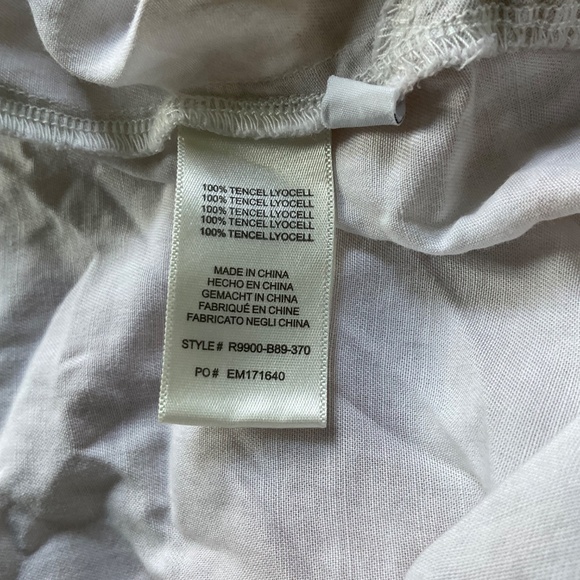 100% TENCEL LYOCELL
100% TENCEL LYOCELL
100% TENCEL LYOCELL
100% TENCEL LYOCELL
100% TENCEL LYOCELL
MADE IN CHINA
HECHO EN CHINA
GEMACHT IN CHINA
FABRIQUÉ EN CHINE
FABRICATO NEGLI CHINA
STYLE# R9900-B89-370
PO# EM171640